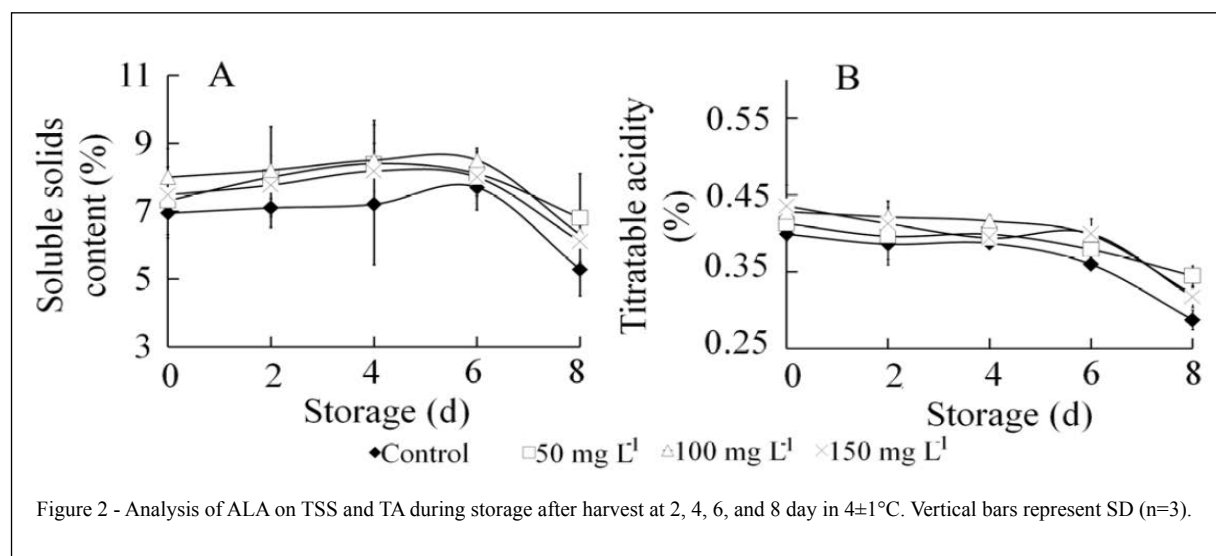 A
Soluble solids
content (%)
11
9
7
5
3
0 2 4 6 8
Storage (d)
B
Titratable acidity
(%)
0.55
0.45
0.35
0.25
0 2 4 6 8
Storage (d)
Control 50 mg L-1 100 mg L-1 150 mg L-1
Figure 2 - Analysis of ALA on TSS and TA during storage after harvest at 2, 4, 6, and 8 day in 4±1°C. Vertical bars represent SD (n=3).